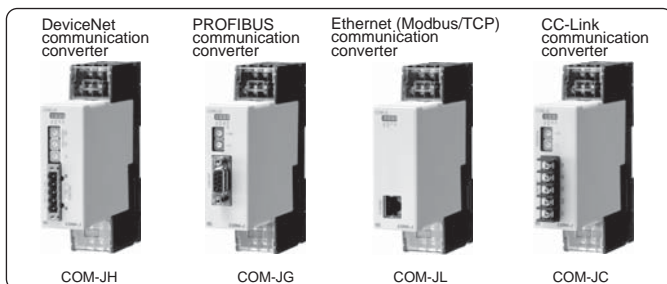 DeviceNet
communication
converter
PROFIBUS
communication
converter
Ethernet (Modbus/TCP)
communication
converter
CC-Link
communication
converter
COM-JH
COM-JG
COM-JL
COM-JC